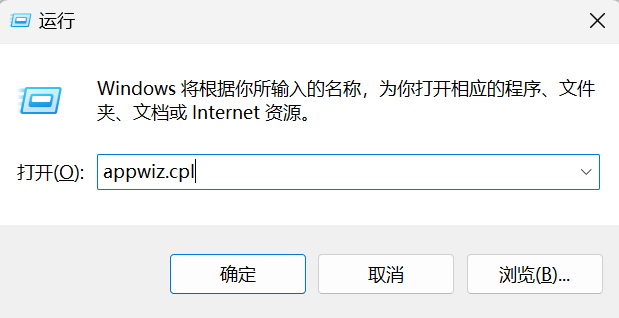 运行
Windows 将根据你所输入的名称，为你打开相应的程序、文件
夹、文档或 Internet 资源。
打开(O): appwiz.cpl
确定 取消 浏览(B)...